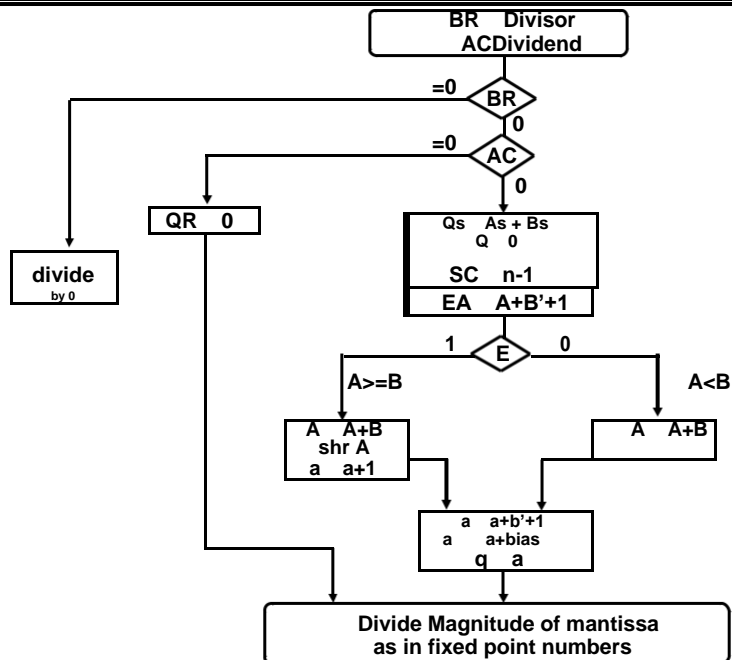 BR Divisor
ACDividend
=0
BR
0
=0
AC
0
QR 0
Qs As + Bs
Q 0
SC n-1
EA A+B'+1
divide
by 0
1
E
0
A>=B
A<B
A A+B
shr A
a a+1
A A+B
a a+b'+1
a a+bias
q a
Divide Magnitude of mantissa
as in fixed point numbers